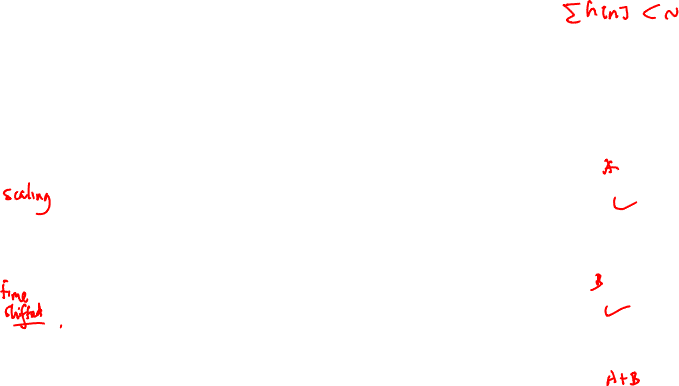 Σ h[n] < ~
A
scaling
B
time
shifted
A+B